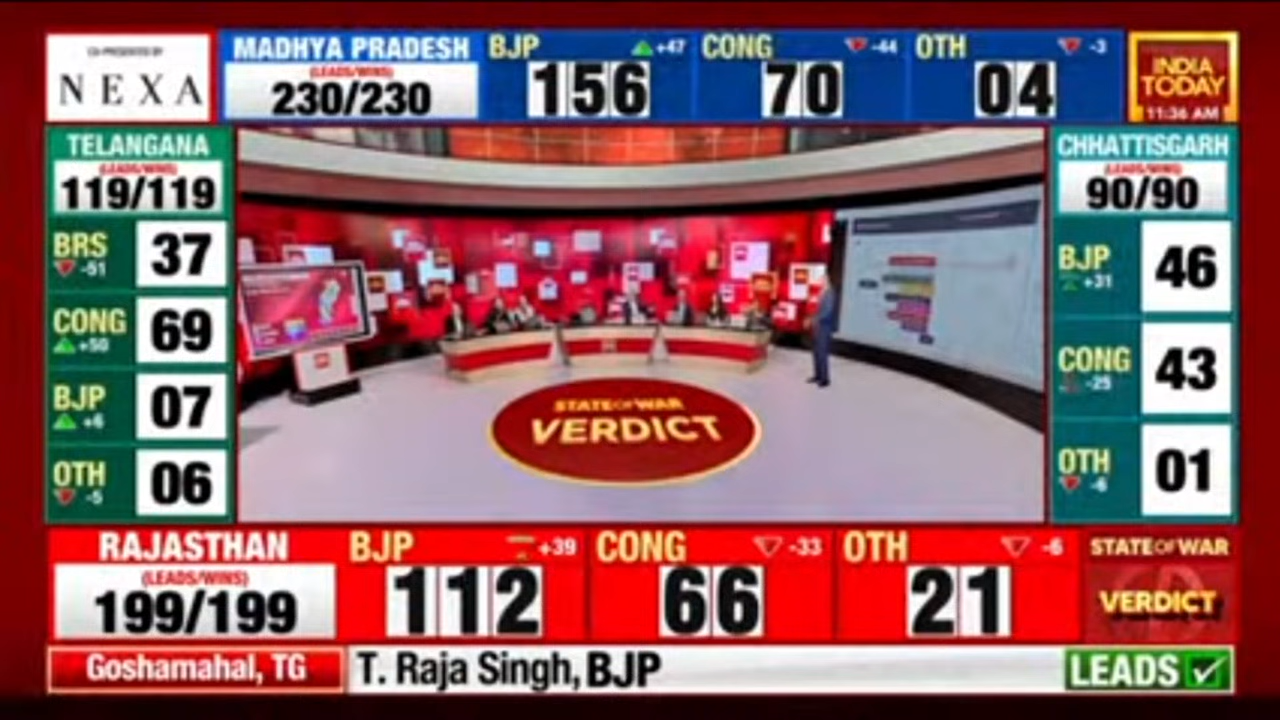 CO-PRESENTED BY
NEXA
MADHYA PRADESH
(LEADS/WINS)
230/230
BJP +47
156
CONG -44
70
OTH -3
04
INDIA
TODAY
11:36 AM
TELANGANA
(LEADS/WINS)
119/119
BRS
-51
37
CONG
+50
69
BJP
+6
07
OTH
-5
06
STATE OF WAR
VERDICT
CHHATTISGARH
(LEADS/WINS)
90/90
BJP
+31
46
CONG
-25
43
OTH
-6
01
RAJASTHAN
(LEADS/WINS)
199/199
BJP +39
112
CONG -33
66
OTH -6
21
STATE OF WAR
VERDICT
Goshamahal, TG
T. Raja Singh, BJP
LEADS